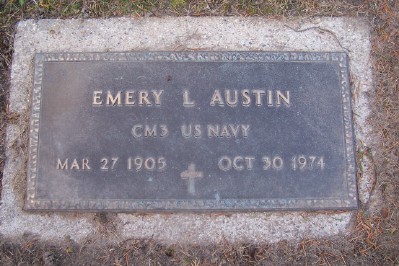 EMERY L AUSTIN
CM3 US NAVY
MAR 27 1905 OCT 30 1974